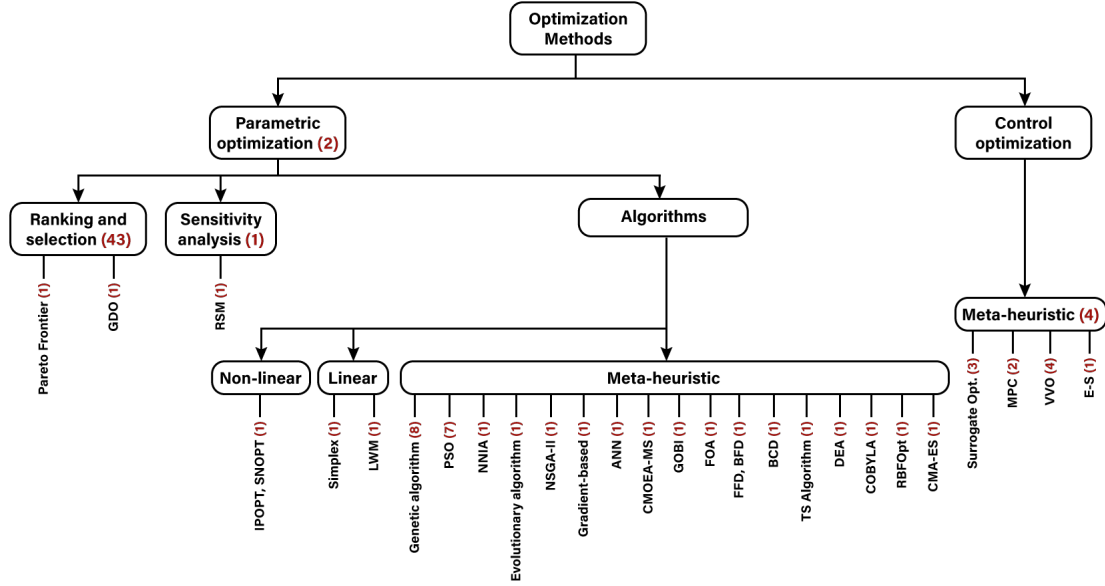 Optimization
Methods
Parametric
optimization (2)
Control
optimization
Ranking and
selection (43)
Sensitivity
analysis (1)
Algorithms
Pareto Frontier (1)
GDO (1)
RSM (1)
Meta-heuristic (4)
Non-linear
Linear
Meta-heuristic
Surrogate Opt. (3)
MPC (2)
VVO (4)
E-S (1)
IPOPT, SNOPT (1)
Simplex (1)
LWM (1)
Genetic algorithm (8)
PSO (7)
NNIA (1)
Evolutionary algorithm (1)
NSGA-II (1)
Gradient-based (1)
ANN (1)
CMOEA-MS (1)
GOBI (1)
FOA (1)
FFD, BFD (1)
BCD (1)
TS Algorithm (1)
DEA (1)
COBYLA (1)
RBFOpt (1)
CMA-ES (1)